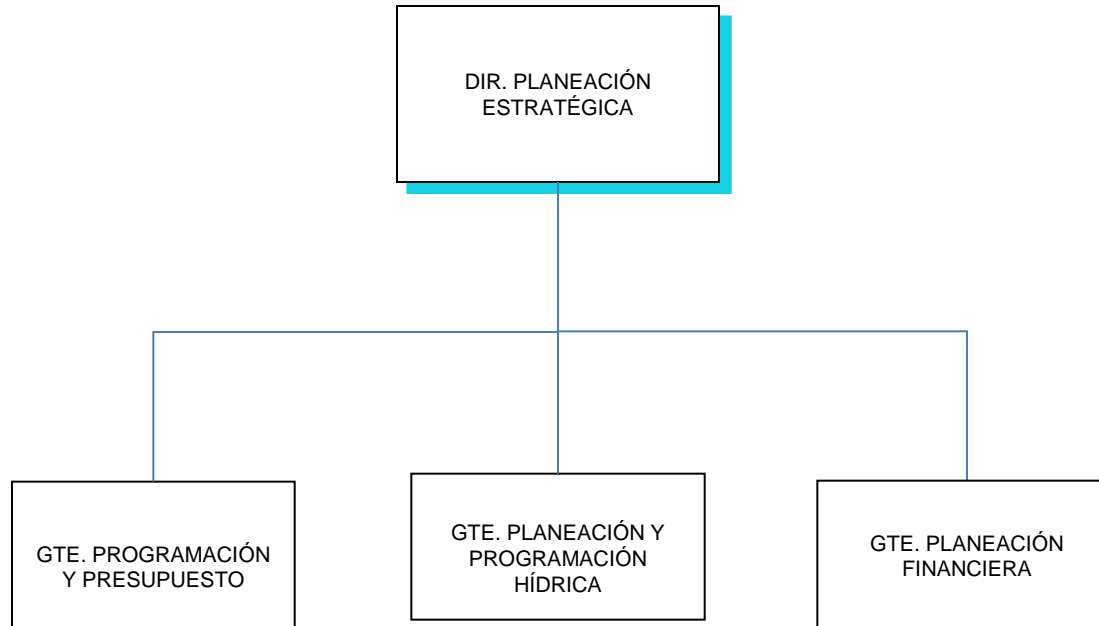 DIR. PLANEACIÓN
ESTRATÉGICA
GTE. PROGRAMACIÓN
Y PRESUPUESTO
GTE. PLANEACIÓN Y
PROGRAMACIÓN
HÍDRICA
GTE. PLANEACIÓN
FINANCIERA